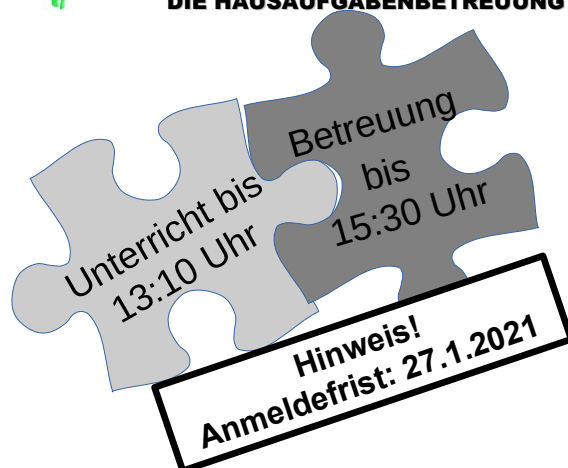 DIE HAUSAUFGABENBETREUUNG
Unterricht bis
13:10 Uhr
Betreuung
bis
15:30 Uhr
Hinweis!
Anmeldefrist: 27.1.2021